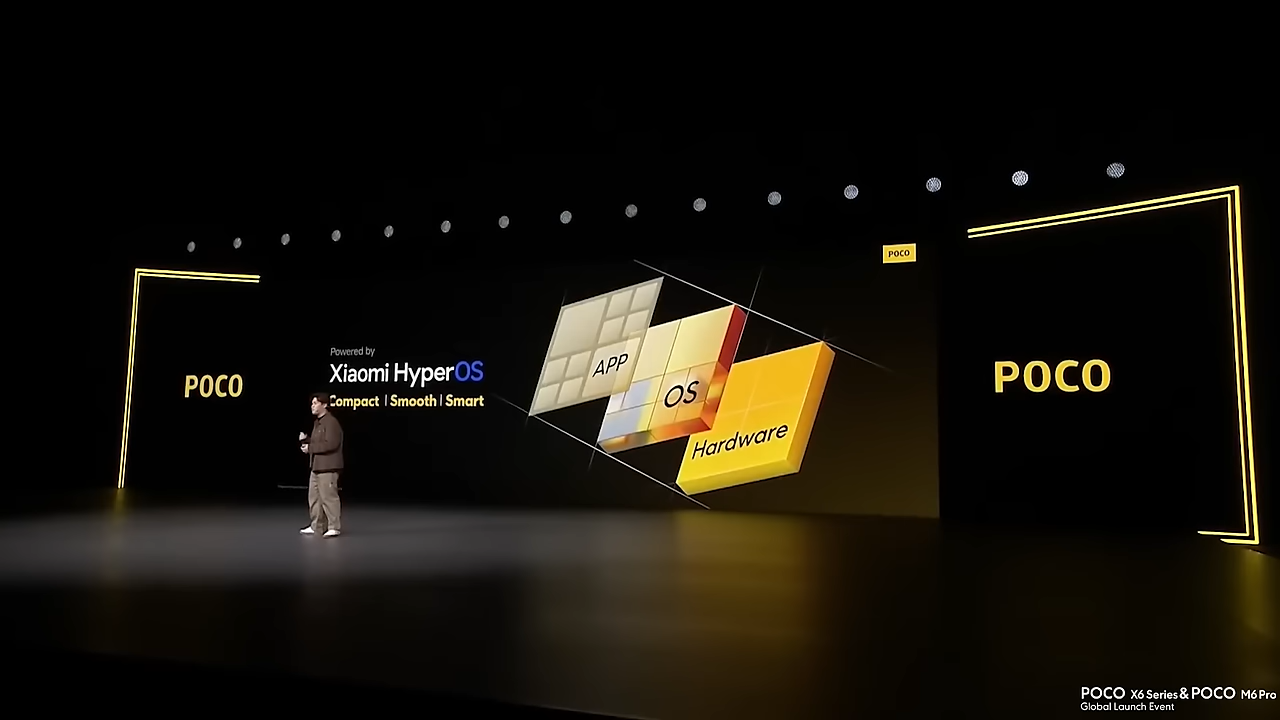 POCO
Powered by
Xiaomi HyperOS
Compact | Smooth | Smart
APP
OS
Hardware
POCO
POCO
POCO X6 Series & POCO M6 Pro
Global Launch Event